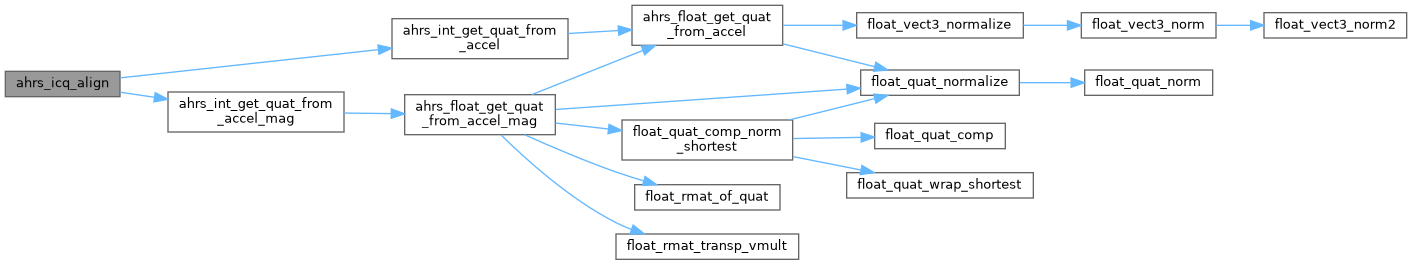 ahrs_icq_align
ahrs_int_get_quat_from
_accel
ahrs_int_get_quat_from
_accel_mag
ahrs_float_get_quat
_from_accel
ahrs_float_get_quat
_from_accel_mag
float_vect3_normalize
float_vect3_norm
float_vect3_norm2
float_quat_normalize
float_quat_norm
float_quat_comp_norm
_shortest
float_quat_comp
float_quat_wrap_shortest
float_rmat_of_quat
float_rmat_transp_vmult